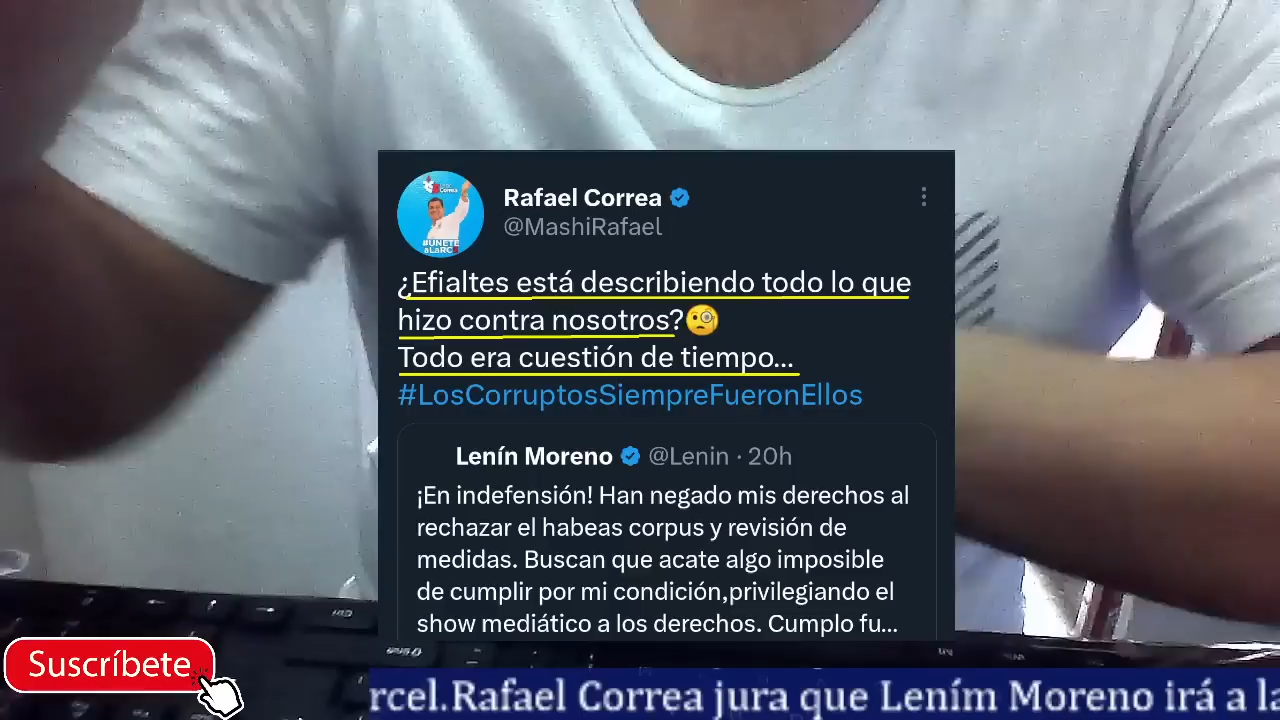 Rafael Correa
@MashiRafael
¿Efialtes está describiendo todo lo que
hizo contra nosotros?🧐
Todo era cuestión de tiempo...
#LosCorruptosSiempreFueronEllos
Lenín Moreno @Lenin · 20h
¡En indefensión! Han negado mis derechos al
rechazar el habeas corpus y revisión de
medidas. Buscan que acate algo imposible
de cumplir por mi condición,privilegiando el
show mediático a los derechos. Cumplo fu...
Suscríbete
rcel.Rafael Correa jura que Lením Moreno irá a la
#ÚNETE
aLaRC5